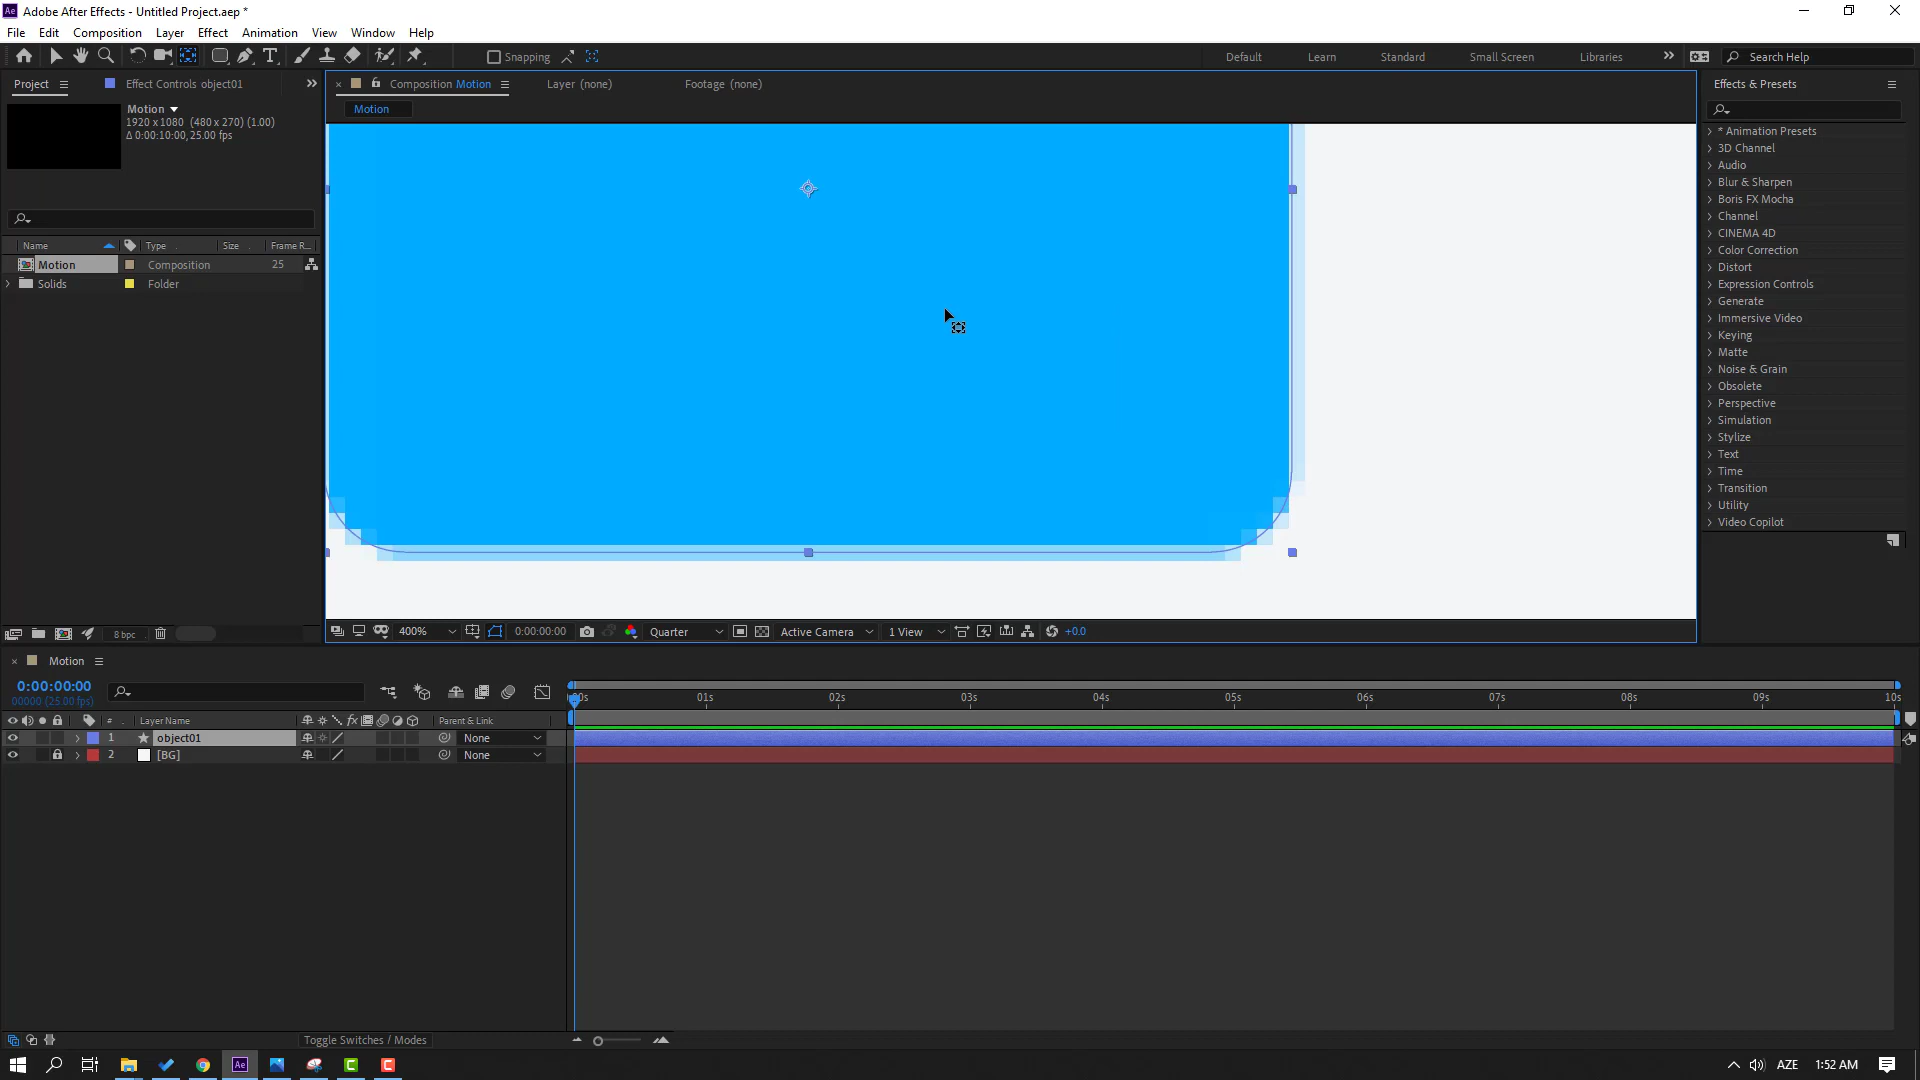 Ae Adobe After Effects - Untitled Project.aep *
File Edit Composition Layer Effect Animation View Window Help
Snapping Default Learn Standard Small Screen Libraries Search Help
Project Effect Controls object01
Motion
1920 x 1080 (480 x 270) (1.00)
Δ 0:00:10:00, 25.00 fps
Name Type Size Frame R...
Motion Composition 25
Solids Folder
8 bpc
Composition Motion Layer (none) Footage (none)
Motion
400% 0:00:00:00 Quarter Active Camera 1 View +0.0
Effects & Presets
* Animation Presets
3D Channel
Audio
Blur & Sharpen
Boris FX Mocha
Channel
CINEMA 4D
Color Correction
Distort
Expression Controls
Generate
Immersive Video
Keying
Matte
Noise & Grain
Obsolete
Perspective
Simulation
Stylize
Text
Time
Transition
Utility
Video Copilot
Motion
0:00:00:00
00000 (25.00 fps)
:00s 01s 02s 03s 04s 05s 06s 07s 08s 09s 10s
# Layer Name fx Parent & Link
1 object01 None
2 [BG] None
Toggle Switches / Modes
Ae C C AZE 1:52 AM